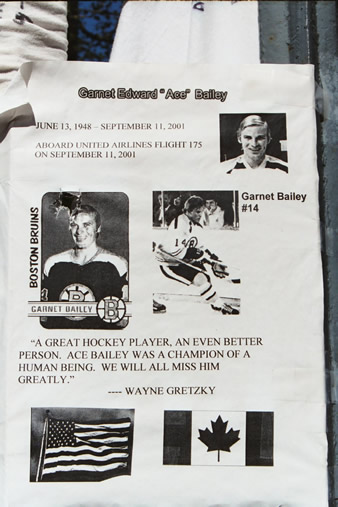 Garnet Edward "Ace" Bailey
JUNE 13, 1948 – SEPTEMBER 11, 2001
ABOARD UNITED AIRLINES FLIGHT 175
ON SEPTEMBER 11, 2001
Garnet Bailey
#14
BOSTON BRUINS
B
GARNET BAILEY
B
14
"A GREAT HOCKEY PLAYER, AN EVEN BETTER
PERSON. ACE BAILEY WAS A CHAMPION OF A
HUMAN BEING. WE WILL ALL MISS HIM
GREATLY."
---- WAYNE GRETZKY